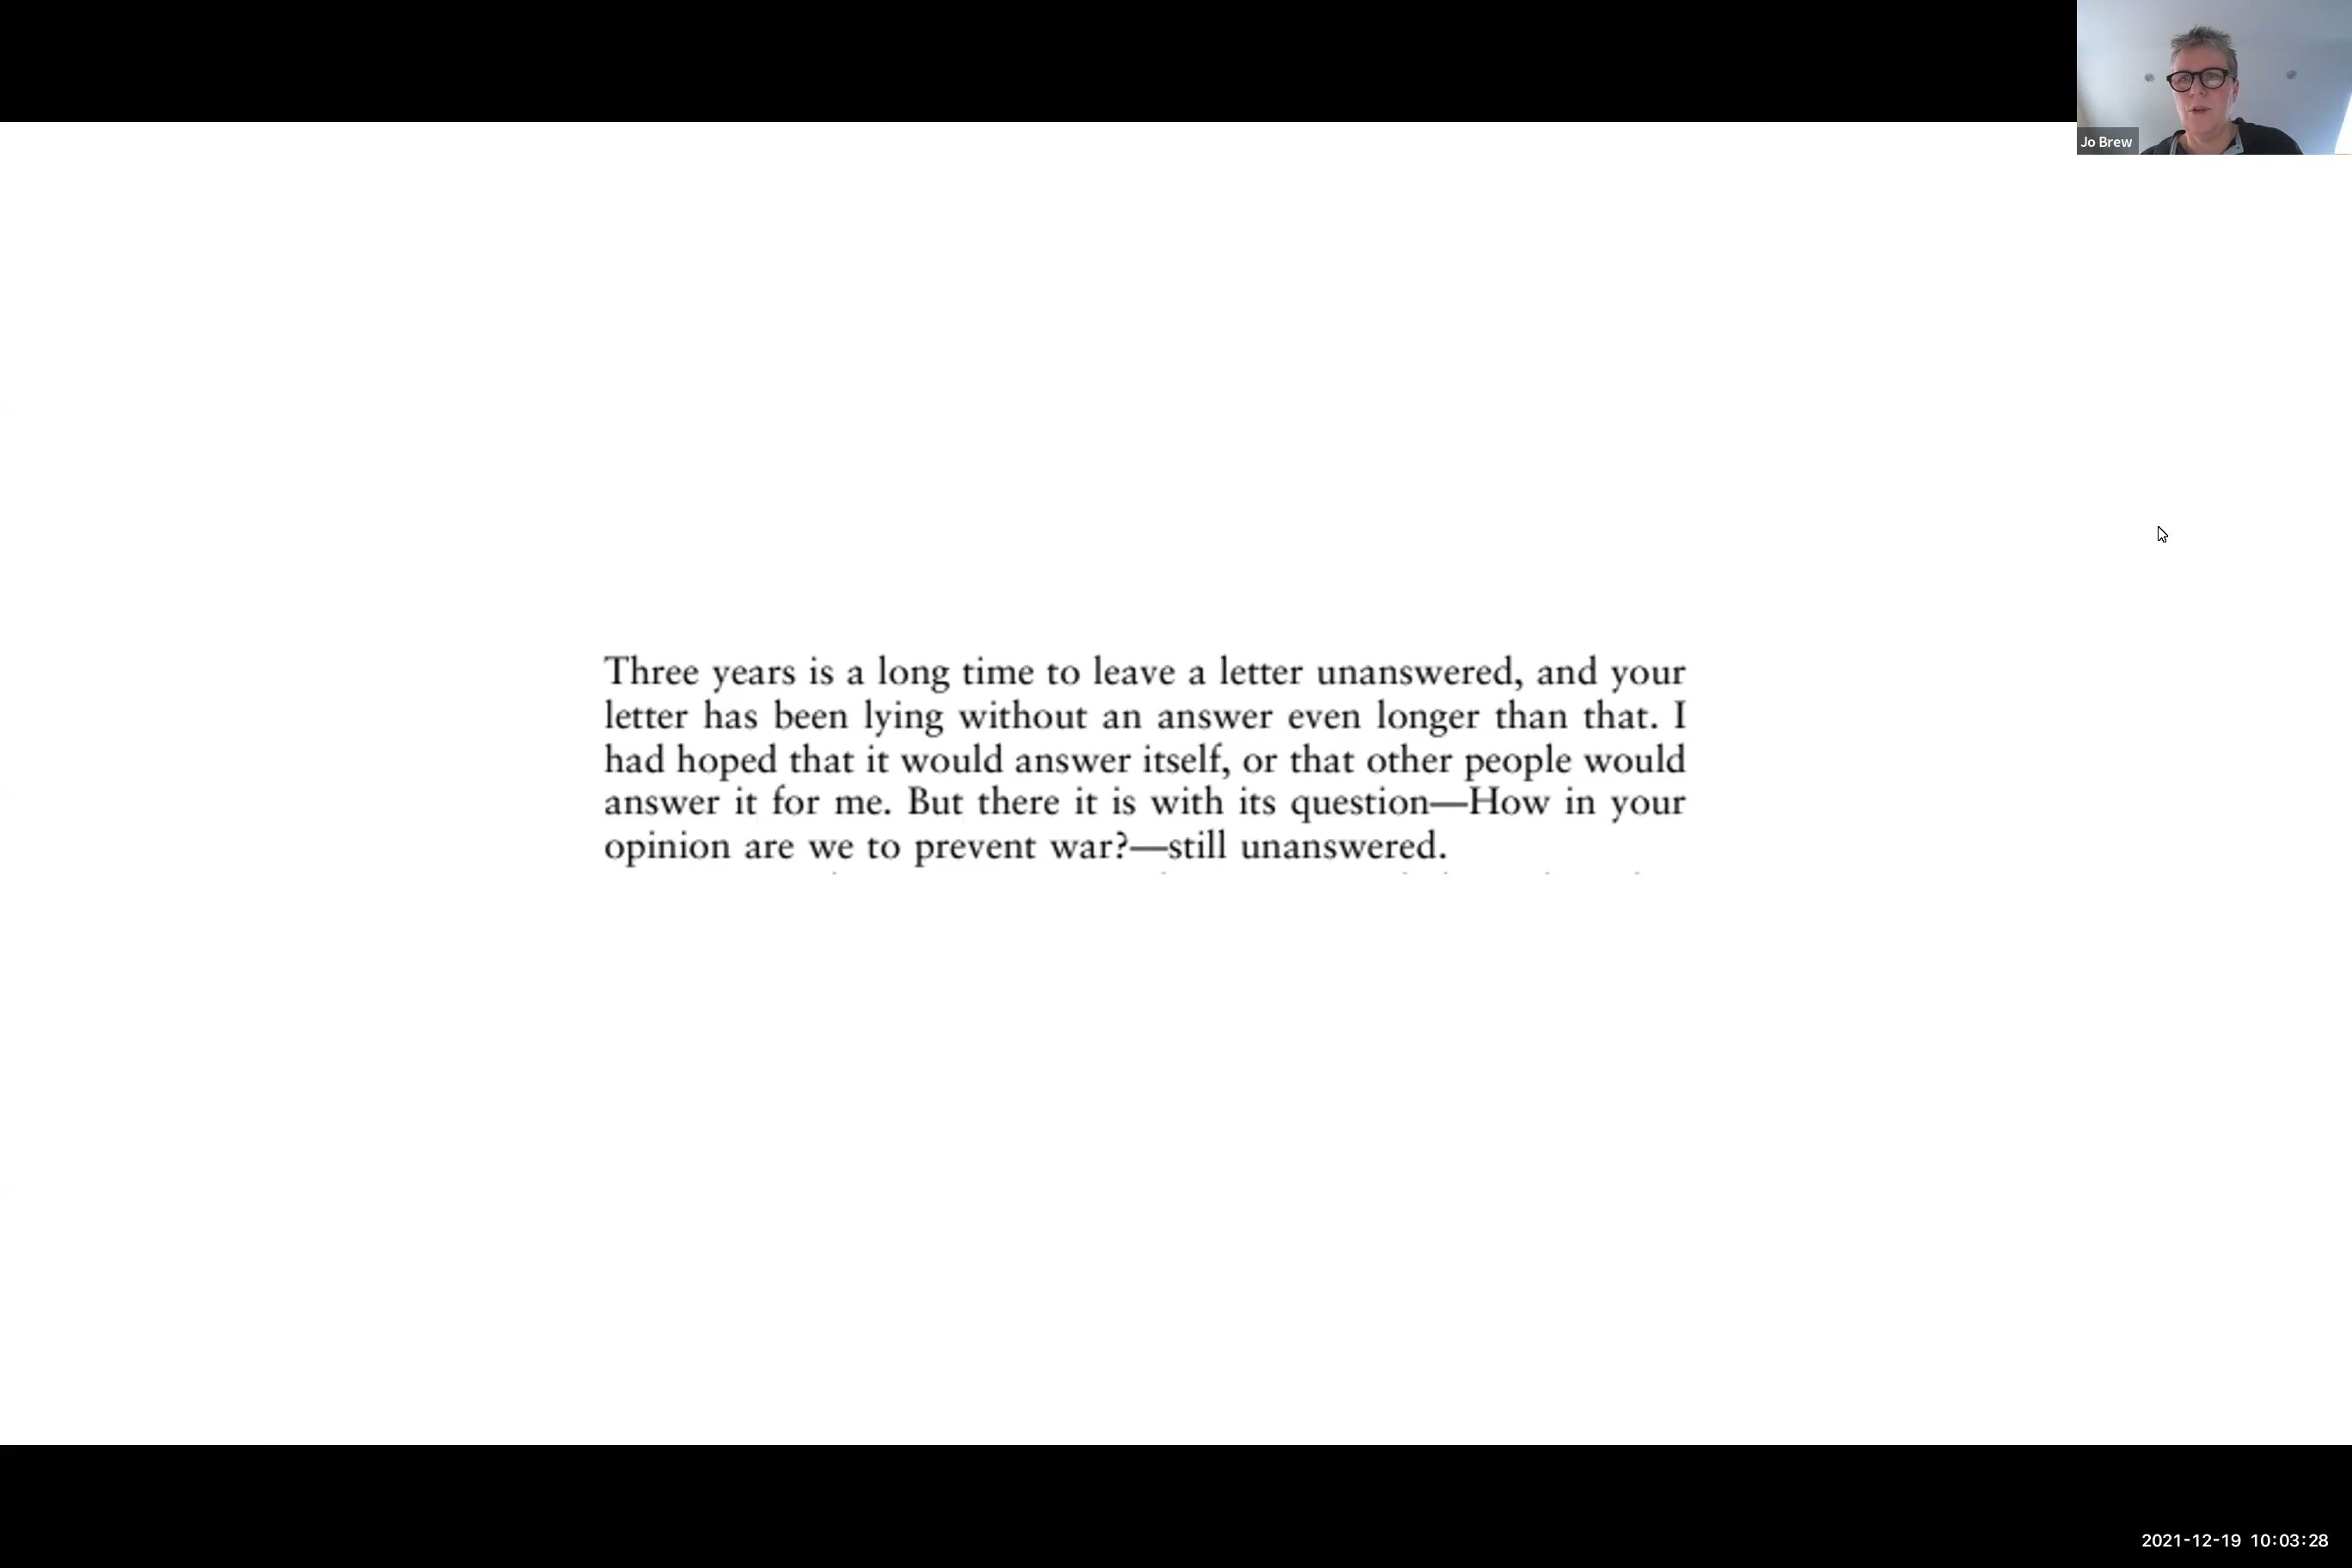 Jo Brew
Three years is a long time to leave a letter unanswered, and your
letter has been lying without an answer even longer than that. I
had hoped that it would answer itself, or that other people would
answer it for me. But there it is with its question—How in your
opinion are we to prevent war?—still unanswered.
2021-12-19 10:03:28